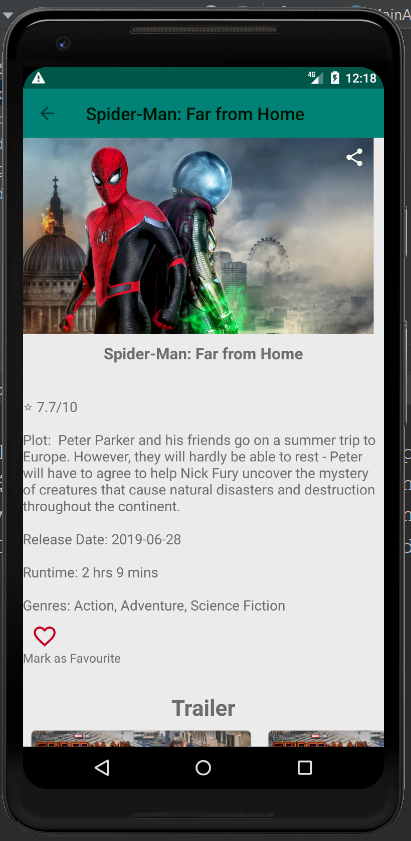 MainA
4G 12:18
Spider-Man: Far from Home
Spider-Man: Far from Home
☆ 7.7/10
Plot:  Peter Parker and his friends go on a summer trip to
Europe. However, they will hardly be able to rest - Peter
will have to agree to help Nick Fury uncover the mystery
of creatures that cause natural disasters and destruction
throughout the continent.
Release Date: 2019-06-28
Runtime: 2 hrs 9 mins
Genres: Action, Adventure, Science Fiction
Mark as Favourite
Trailer